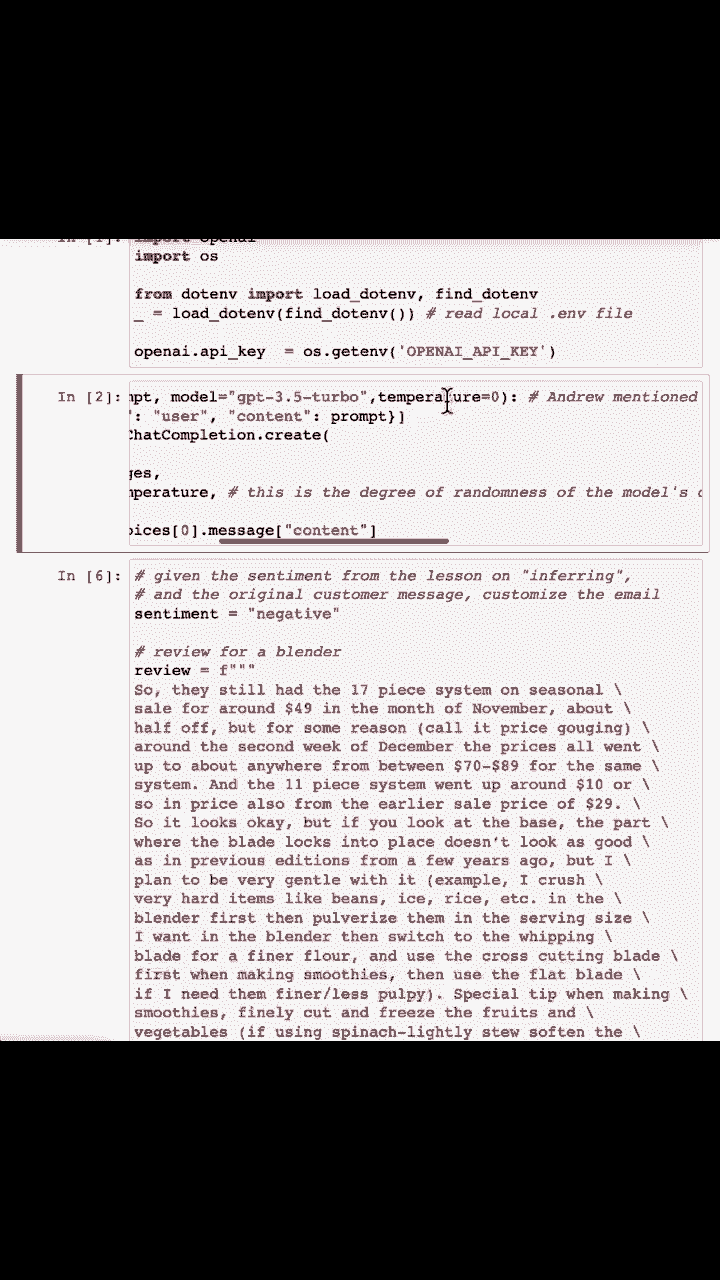 In [1]: import openai
import os
from dotenv import load_dotenv, find_dotenv
_ = load_dotenv(find_dotenv()) # read local .env file
openai.api_key  = os.getenv('OPENAI_API_KEY')
In [2]: mpt, model="gpt-3.5-turbo",temperature=0): # Andrew mentioned
": "user", "content": prompt}]
ChatCompletion.create(
ges,
mperature, # this is the degree of randomness of the model's o
oices[0].message["content"]
In [6]: # given the sentiment from the lesson on "inferring",
# and the original customer message, customize the email
sentiment = "negative"
# review for a blender
review = f"""
So, they still had the 17 piece system on seasonal \
sale for around $49 in the month of November, about \
half off, but for some reason (call it price gouging) \
around the second week of December the prices all went \
up to about anywhere from between $70-$89 for the same \
system. And the 11 piece system went up around $10 or \
so in price also from the earlier sale price of $29. \
So it looks okay, but if you look at the base, the part \
where the blade locks into place doesn't look as good \
as in previous editions from a few years ago, but I \
plan to be very gentle with it (example, I crush \
very hard items like beans, ice, rice, etc. in the \
blender first then pulverize them in the serving size \
I want in the blender then switch to the whipping \
blade for a finer flour, and use the cross cutting blade \
first when making smoothies, then use the flat blade \
if I need them finer/less pulpy). Special tip when making \
smoothies, finely cut and freeze the fruits and \
vegetables (if using spinach-lightly stew soften the \